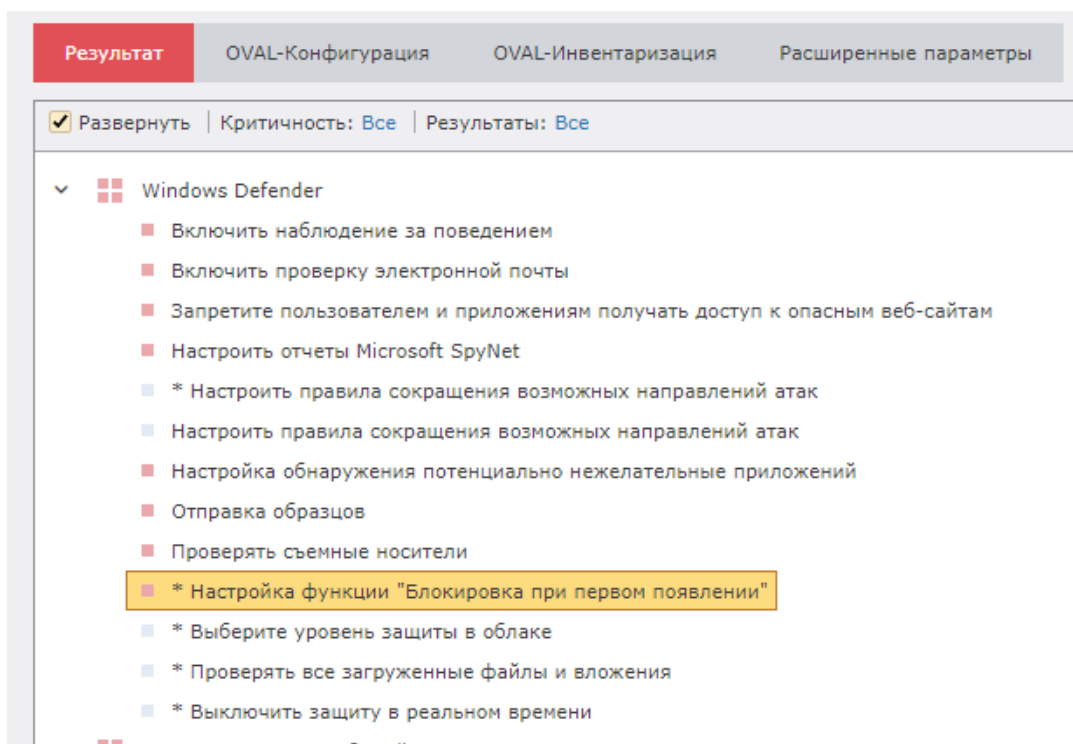 Результат OVAL-Конфигурация OVAL-Инвентаризация Расширенные параметры
Развернуть | Критичность: Все | Результаты: Все
Windows Defender
Включить наблюдение за поведением
Включить проверку электронной почты
Запретите пользователем и приложениям получать доступ к опасным веб-сайтам
Настроить отчеты Microsoft SpyNet
* Настроить правила сокращения возможных направлений атак
Настроить правила сокращения возможных направлений атак
Настройка обнаружения потенциально нежелательные приложений
Отправка образцов
Проверять съемные носители
* Настройка функции "Блокировка при первом появлении"
* Выберите уровень защиты в облаке
* Проверять все загруженные файлы и вложения
* Выключить защиту в реальном времени